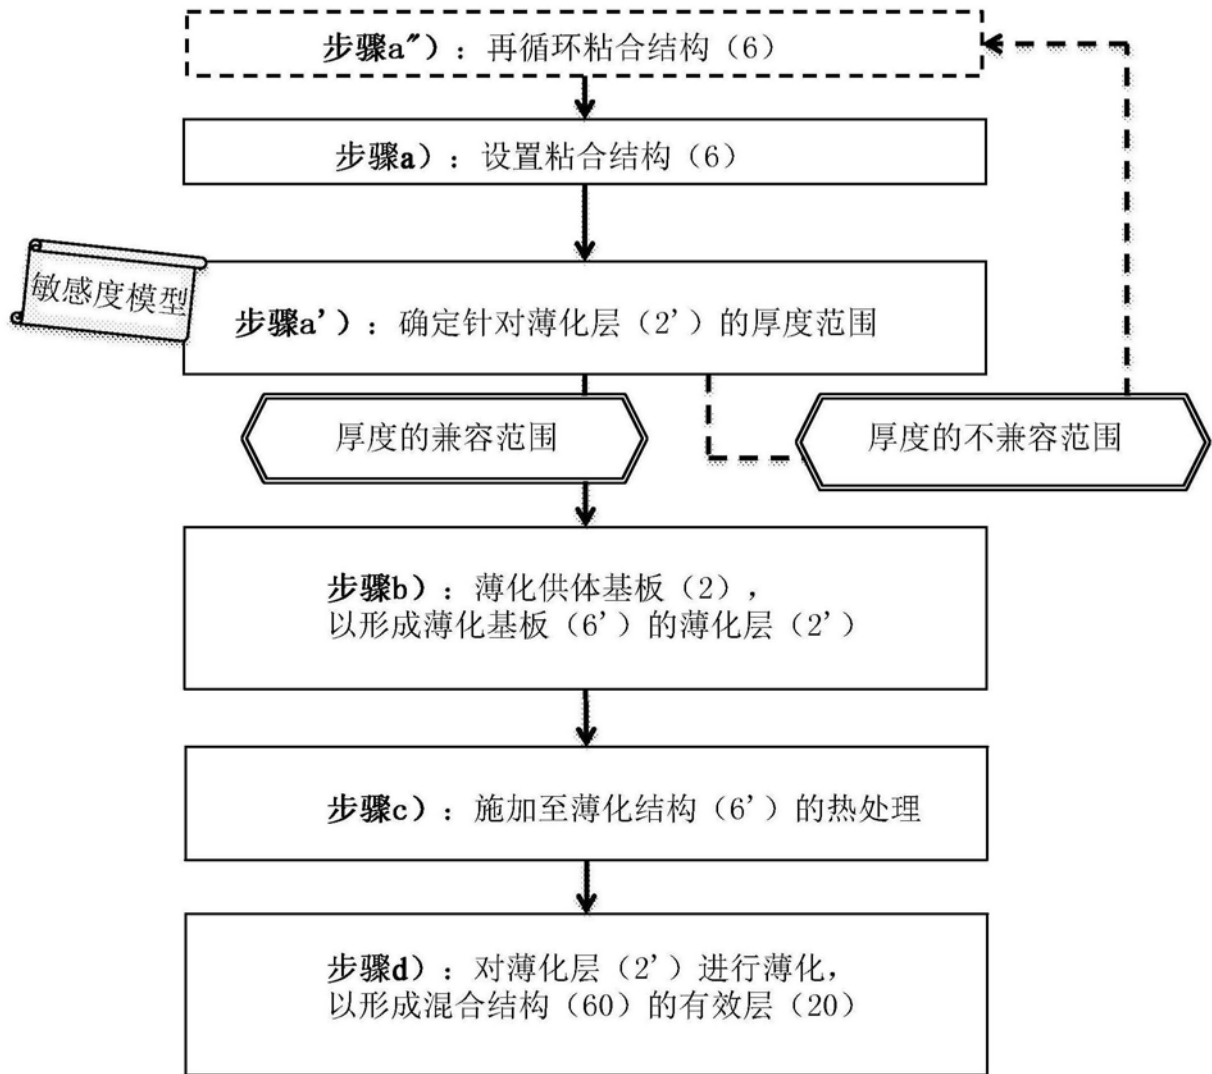 步骤a"）：再循环粘合结构（6）
步骤a）：设置粘合结构（6）
敏感度模型
步骤a'）：确定针对薄化层（2'）的厚度范围
厚度的兼容范围
厚度的不兼容范围
步骤b）：薄化供体基板（2），
以形成薄化基板（6'）的薄化层（2'）
步骤c）：施加至薄化结构（6'）的热处理
步骤d）：对薄化层（2'）进行薄化，
以形成混合结构（60）的有效层（20）